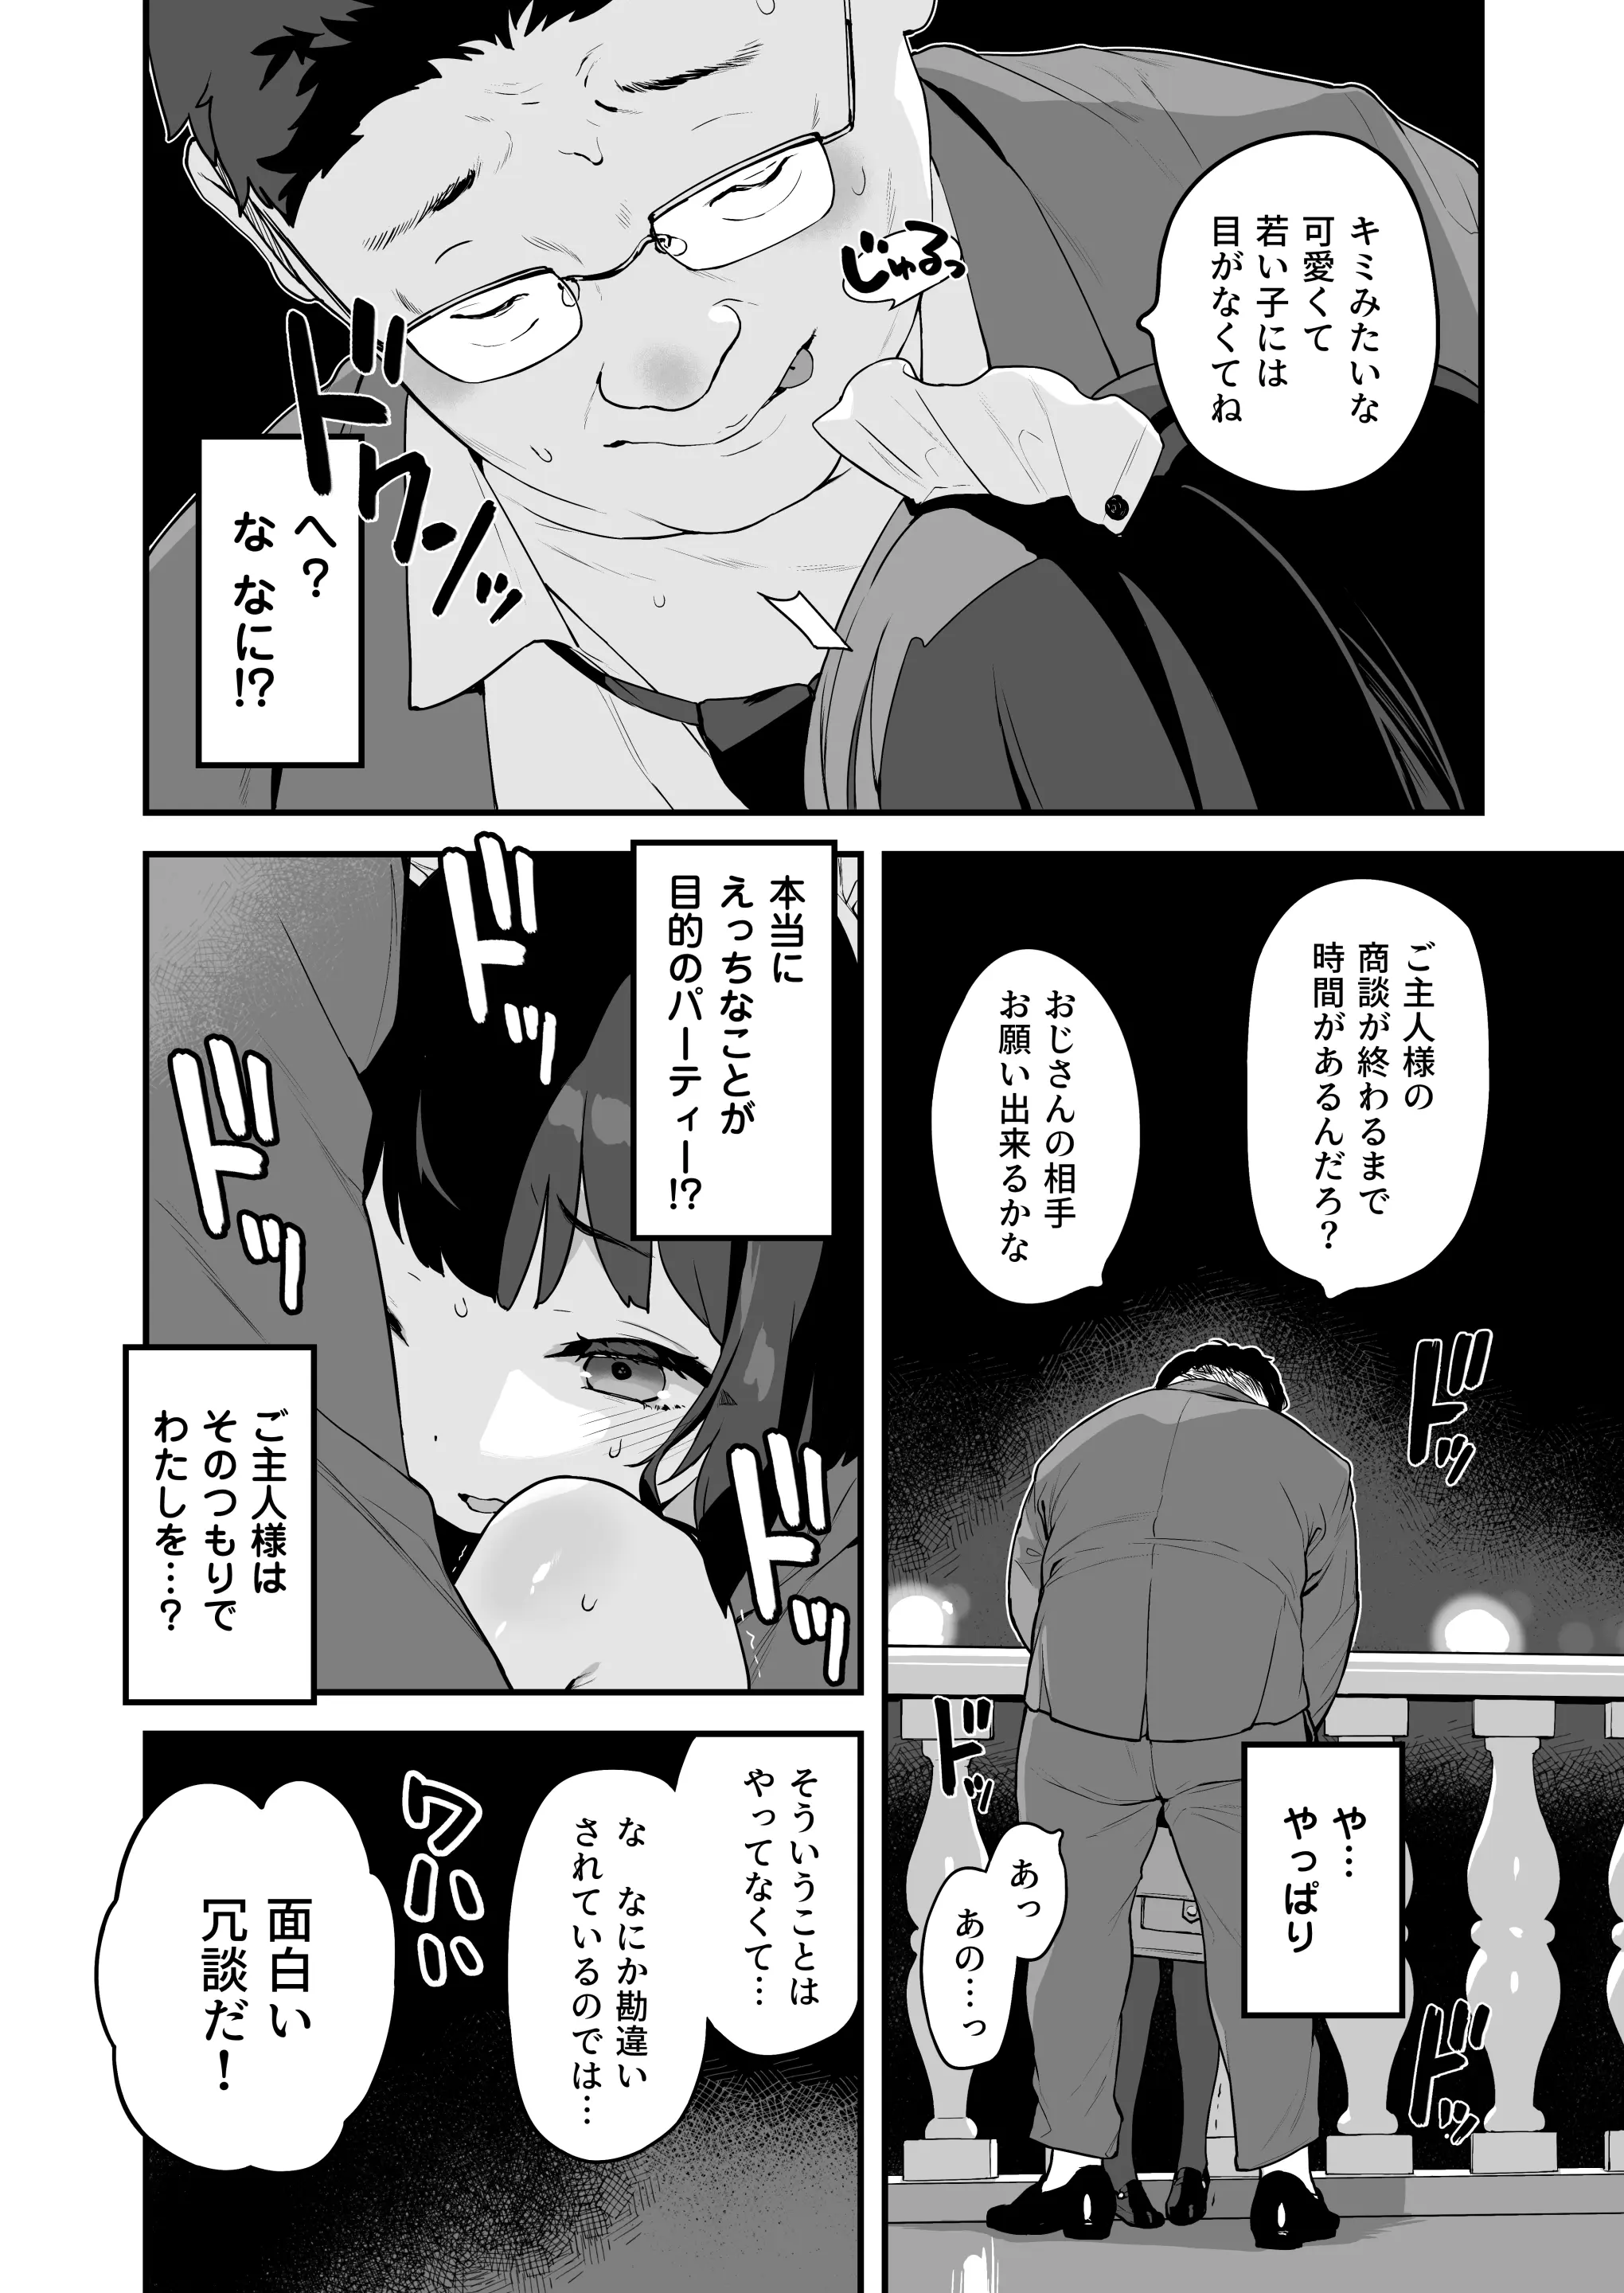 キミみたいな
可愛くて
若い子には
目がなくてね
じゅるっ
ドクンッ
へ？
な なに!?
ご主人様の
商談が終わるまで
時間があるんだろ？
おじさんの相手
お願い出来るかな
ドッ
ドッ
や…
やっぱり
あっ
あの…っ
ドッ
本当に
えっちなことが
目的のパーティー!?
ドッ
ドッ
ドッ
ご主人様は
そのつもりで
わたしを…？
そういうことは
やってなくて…
な なにか勘違い
されているのでは…
ワハハハ
面白い
冗談だ！